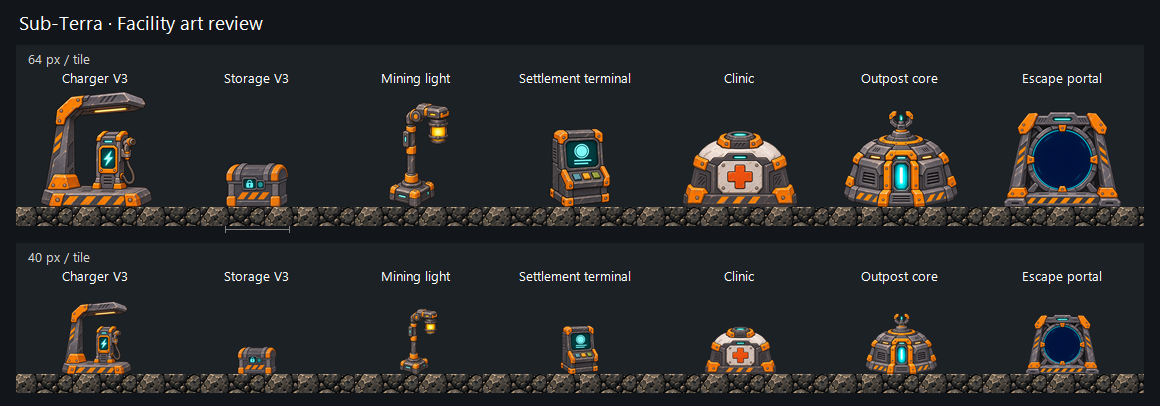 Sub-Terra · Facility art review
64 px / tile
Charger V3
Storage V3
Mining light
Settlement terminal
Clinic
Outpost core
Escape portal
40 px / tile
Charger V3
Storage V3
Mining light
Settlement terminal
Clinic
Outpost core
Escape portal